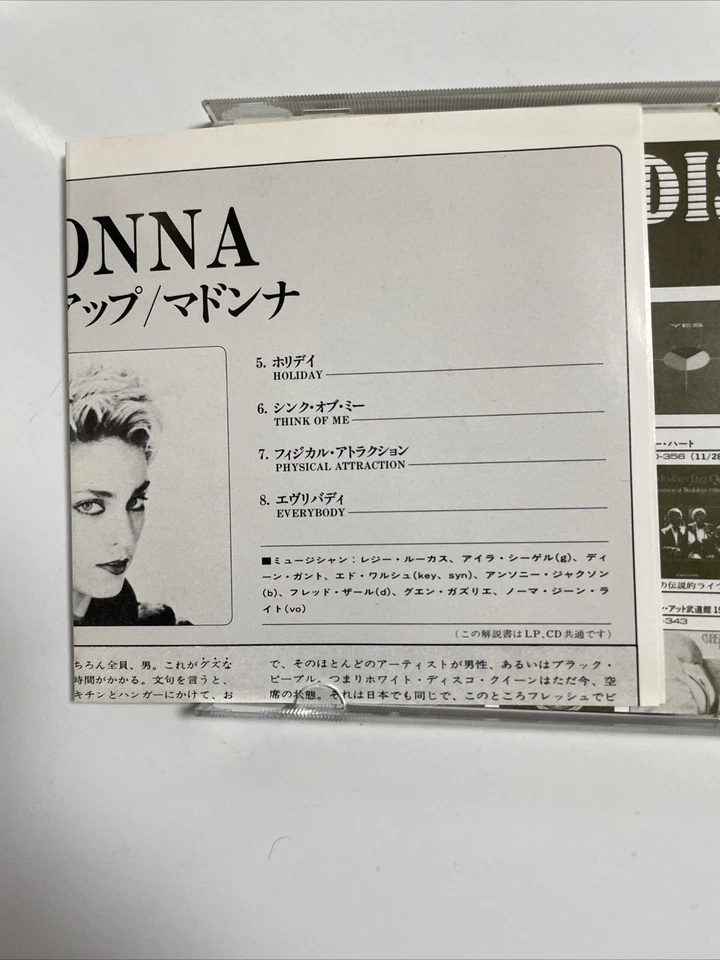 ONNA
アップ/マドンナ
5. ホリデイ
HOLIDAY
6. シンク・オブ・ミー
THINK OF ME
7. フィジカル・アトラクション
PHYSICAL ATTRACTION
8. エヴリバディ
EVERYBODY
■ミュージシャン：レジー・ルーカス、アイラ・シーゲル(g)、ディ
ーン・ガント、エド・ワルシュ(key, syn)、アンソニー・ジャクソン
(b)、フレッド・ザール(d)、グエン・ガズリエ、ノーマ・ジーン・ラ
イト(vo)
(この解説書はLP、CD共通です)
ちろん全員、男。これがグズな
時間がかかる。文句を言うと、
キチンとハンガーにかけて、お
で、そのほとんどのアーティストが男性、あるいはブラック・
ピープル。つまりホワイト・ディスコ・クイーンはただ今、空
席の状態。それは日本でも同じで、このところフレッシュでピ
DIS
YES
ー・ハート
-356 (11/28
の伝説的ライヴ
ン・アット武道館
-343